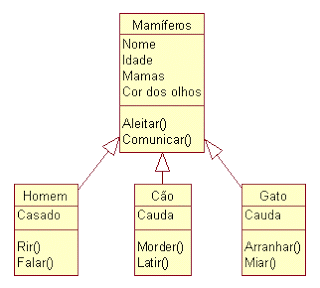 Mamíferos
Nome
Idade
Mamas
Cor dos olhos
Aleitar()
Comunicar()
Homem
Casado
Rir()
Falar()
Cão
Cauda
Morder()
Latir()
Gato
Cauda
Arranhar()
Miar()